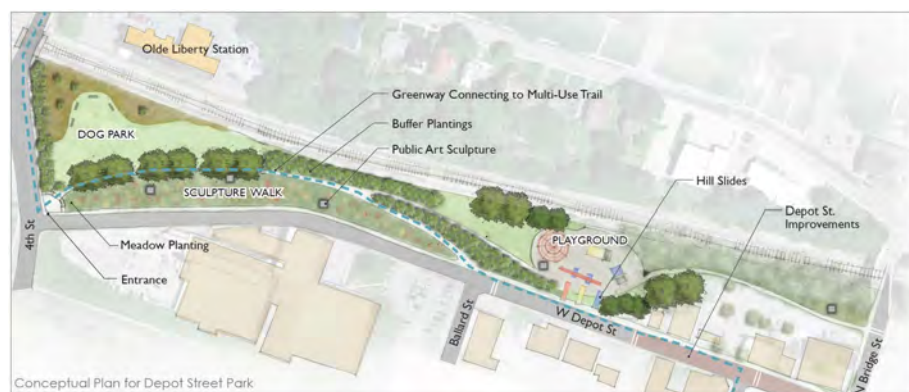 Olde Liberty Station
Greenway Connecting to Multi-Use Trail
Buffer Plantings
DOG PARK
Public Art Sculpture
Hill Slides
SCULPTURE WALK
Depot St.
Improvements
4th St
Meadow Planting
PLAYGROUND
Entrance
Ballard St
W Depot St
N Bridge St
Conceptual Plan for Depot Street Park